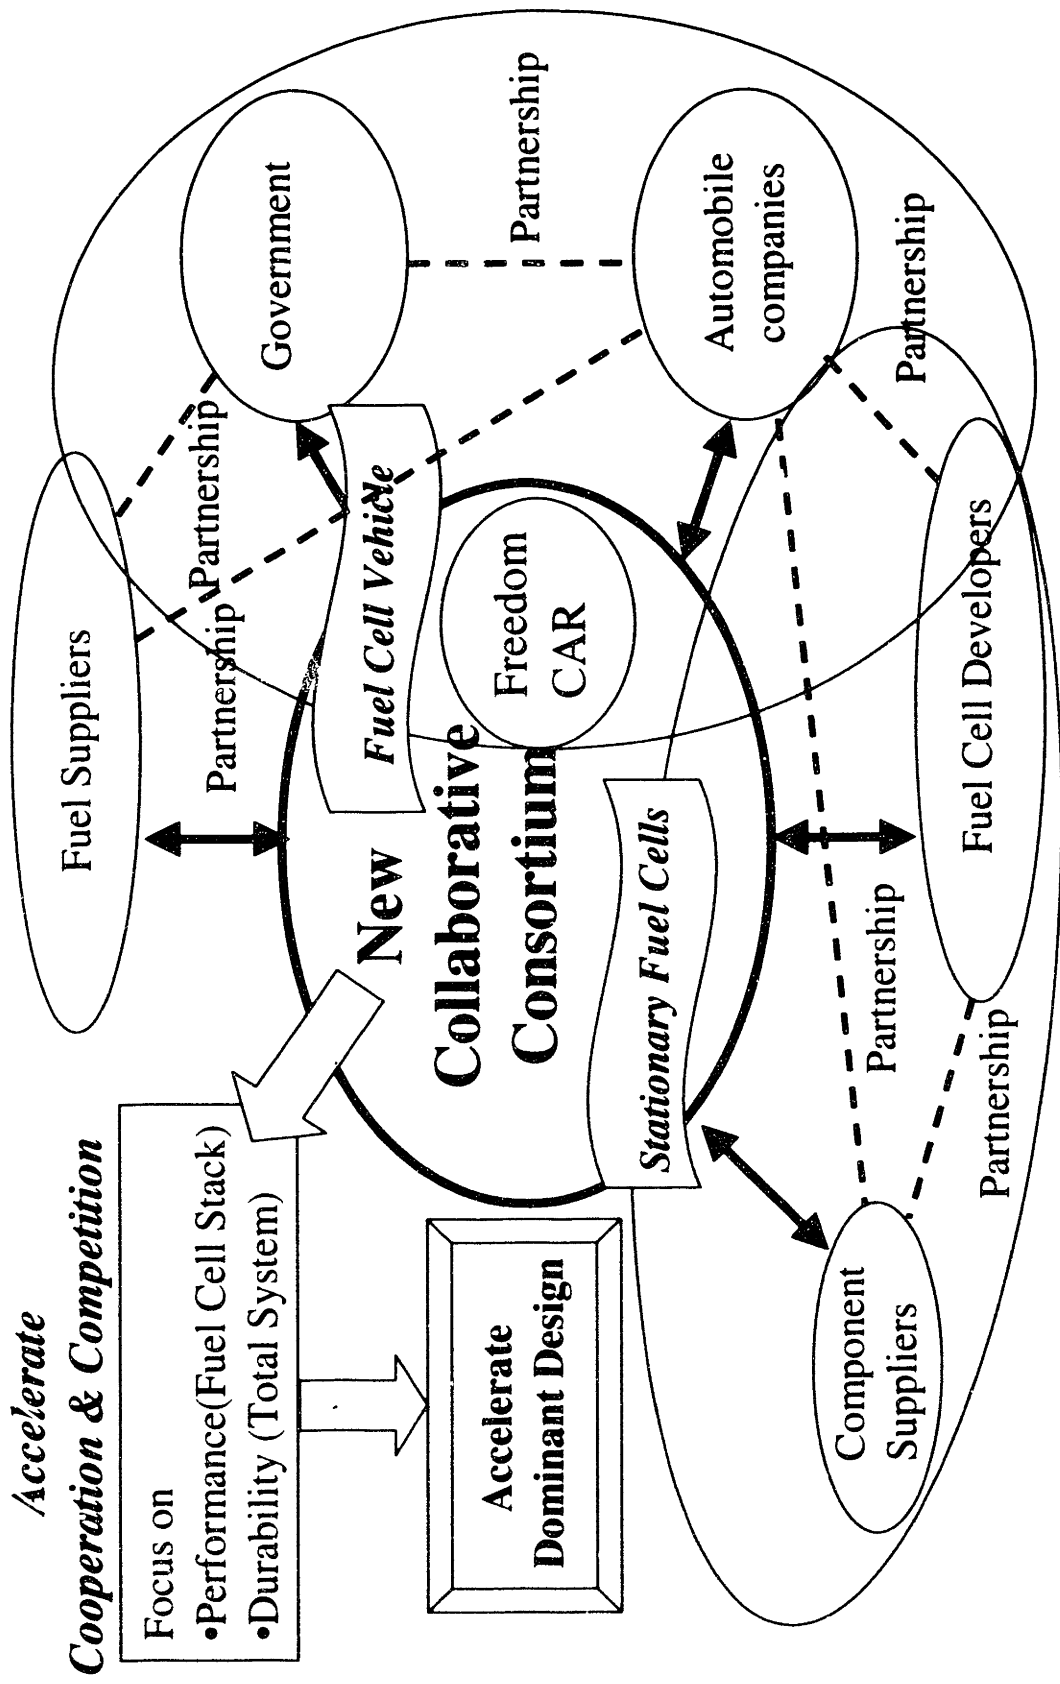 Accelerate
Cooperation & Competition
Focus on
•Performance(Fuel Cell Stack)
•Durability (Total System)
Accelerate
Dominant Design
Fuel Suppliers
Partnership
Partnership
Government
Partnership
Fuel Cell Vehicle
New
Collaborative
Consortium
Freedom
CAR
Stationary Fuel Cells
Automobile
companies
Partnership
Component
Suppliers
Partnership
Partnership
Fuel Cell Developers